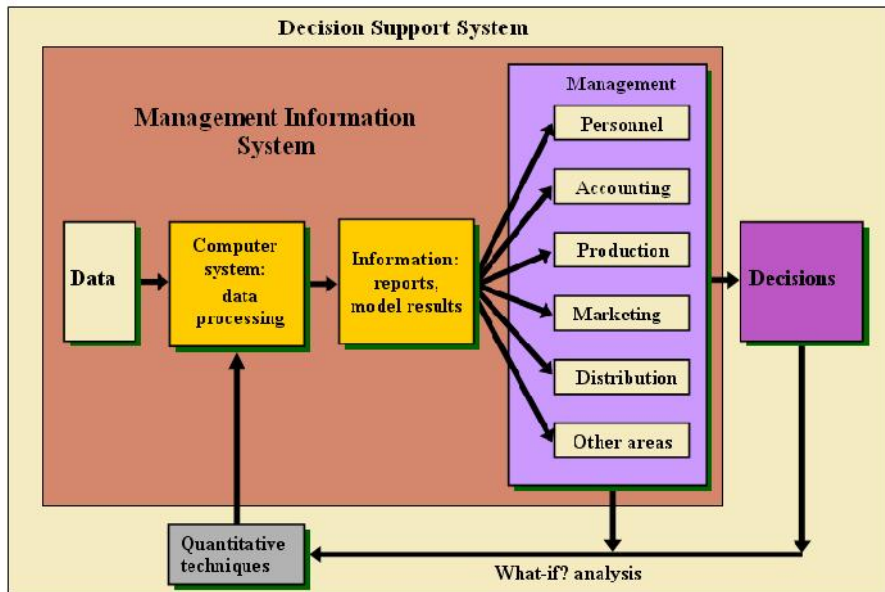 Decision Support System
Management Information
System
Management
Personnel
Accounting
Production
Marketing
Distribution
Other areas
Data
Computer
system:
data
processing
Information:
reports,
model results
Decisions
Quantitative
techniques
What-if? analysis